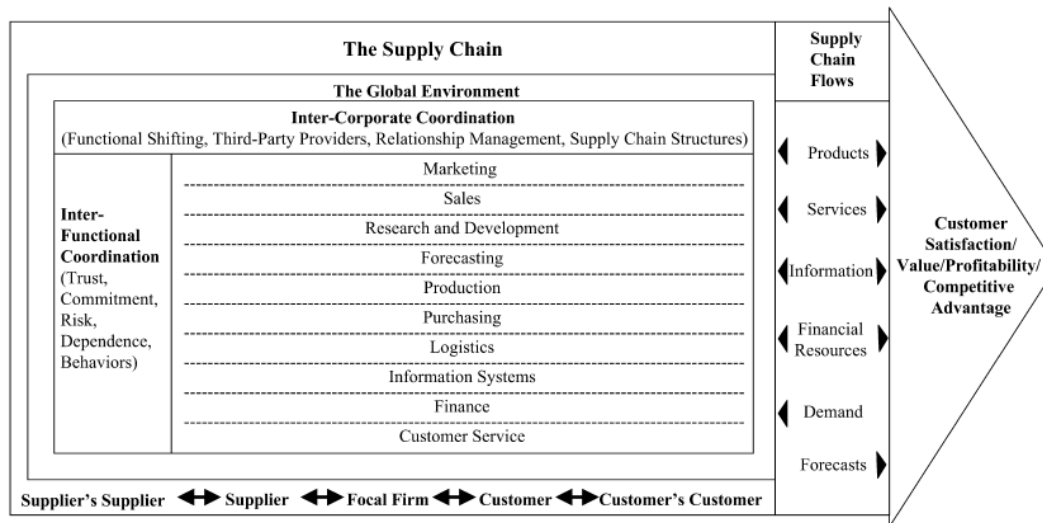 The Supply Chain
Supply
Chain
Flows
The Global Environment
Inter-Corporate Coordination
(Functional Shifting, Third-Party Providers, Relationship Management, Supply Chain Structures)
Inter-
Functional
Coordination
(Trust,
Commitment,
Risk,
Dependence,
Behaviors)
Marketing
Sales
Research and Development
Forecasting
Production
Purchasing
Logistics
Information Systems
Finance
Customer Service
Products
Services
Information
Financial
Resources
Demand
Forecasts
Customer
Satisfaction/
Value/Profitability/
Competitive
Advantage
Supplier's Supplier Supplier Focal Firm Customer Customer's Customer